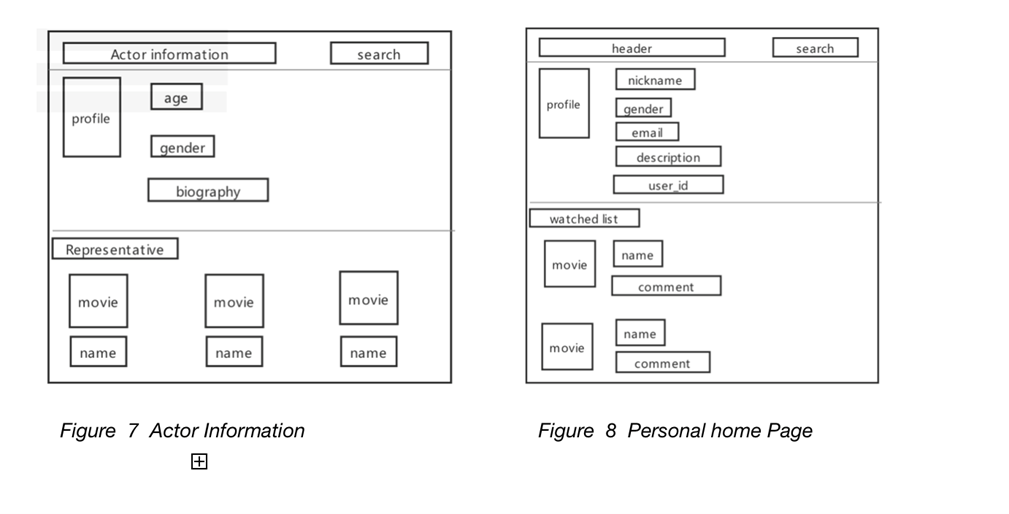 Actor information
search
profile
age
gender
biography
Representative
movie movie movie
name name name
Figure 7 Actor Information
header
search
profile
nickname
gender
email
description
user_id
watched list
movie
name
comment
movie
name
comment
Figure 8 Personal home Page